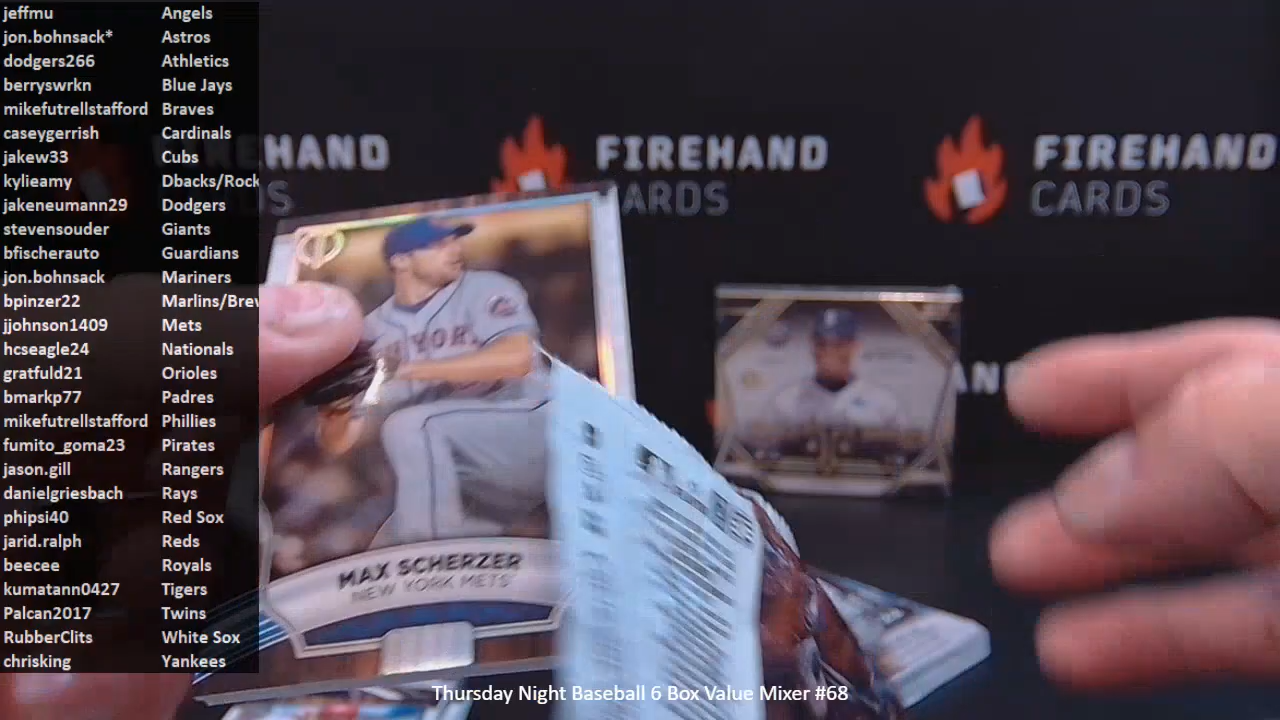 jeffmu Angels
jon.bohnsack* Astros
dodgers266 Athletics
berryswrkn Blue Jays
mikefutrellstafford Braves
caseygerrish Cardinals
jakew33 Cubs
kylieamy Dbacks/Rock
jakeneumann29 Dodgers
stevensouder Giants
bfischerauto Guardians
jon.bohnsack Mariners
bpinzer22 Marlins/Brew
jjohnson1409 Mets
hcseagle24 Nationals
gratfuld21 Orioles
bmarkp77 Padres
mikefutrellstafford Phillies
fumito_goma23 Pirates
jason.gill Rangers
danielgriesbach Rays
phipsi40 Red Sox
jarid.ralph Reds
beecee Royals
kumatann0427 Tigers
Palcan2017 Twins
RubberClits White Sox
chrisking Yankees
FIREHAND
CARDS
FIREHAND
CARDS
FIREHAND
CARDS
MAX SCHERZER
NEW YORK METS
Thursday Night Baseball 6 Box Value Mixer #68